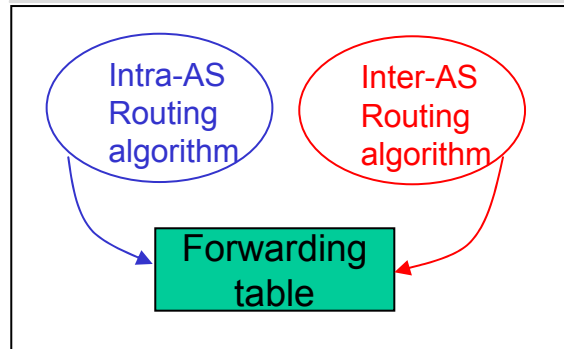 Intra-AS
Routing
algorithm
Inter-AS
Routing
algorithm
Forwarding
table